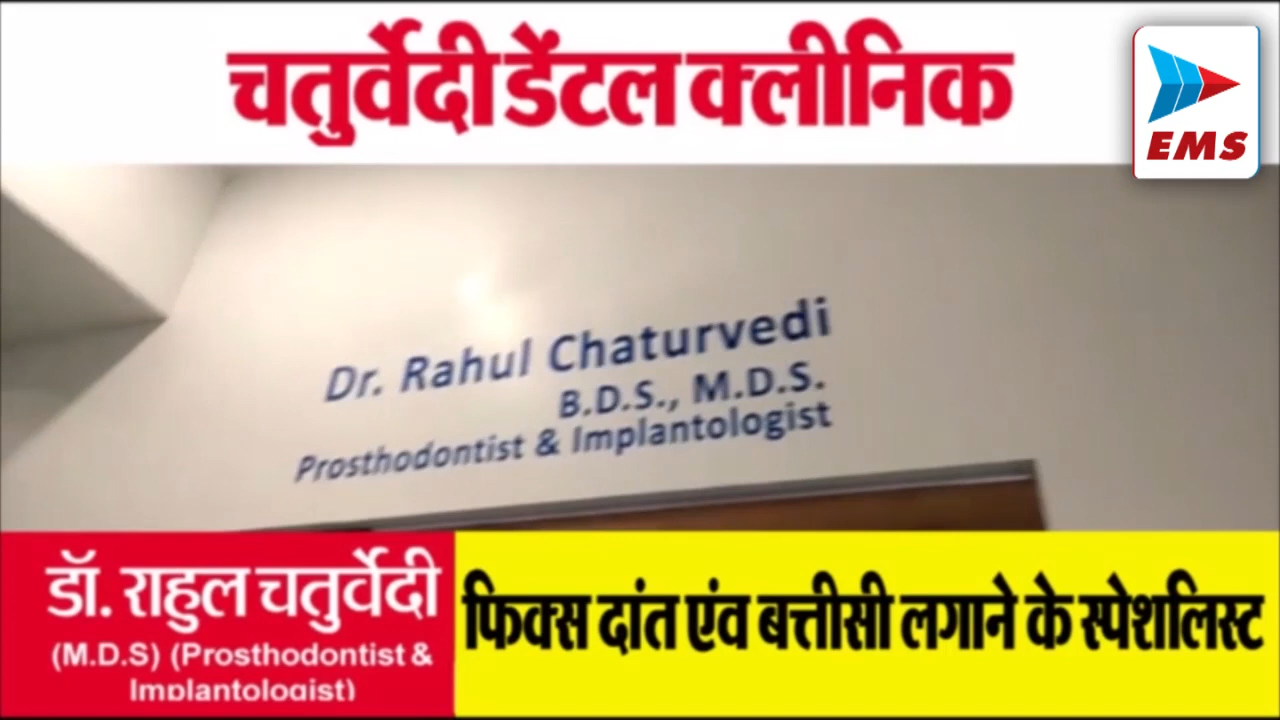 चतुर्वेदी डेंटल क्लीनिक
EMS
Dr. Rahul Chaturvedi
B.D.S., M.D.S.
Prosthodontist & Implantologist
डॉ. राहुल चतुर्वेदी
(M.D.S) (Prosthodontist &
Implantologist)
फिक्स दांत एंव बत्तीसी लगाने के स्पेशलिस्ट